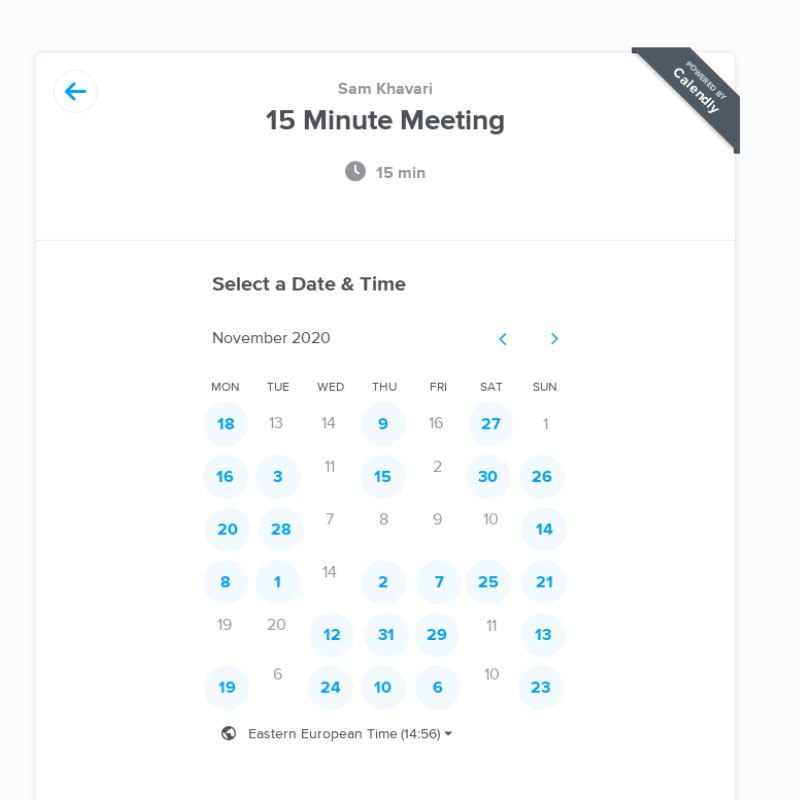 POWERED BY
Calendly
Sam Khavari
15 Minute Meeting
15 min
Select a Date & Time
November 2020
MON TUE WED THU FRI SAT SUN
18 13 14 9 16 27 1
16 3 11 15 2 30 26
20 28 7 8 9 10 14
8 1 14 2 7 25 21
19 20 12 31 29 11 13
19 6 24 10 6 10 23
Eastern European Time (14:56)